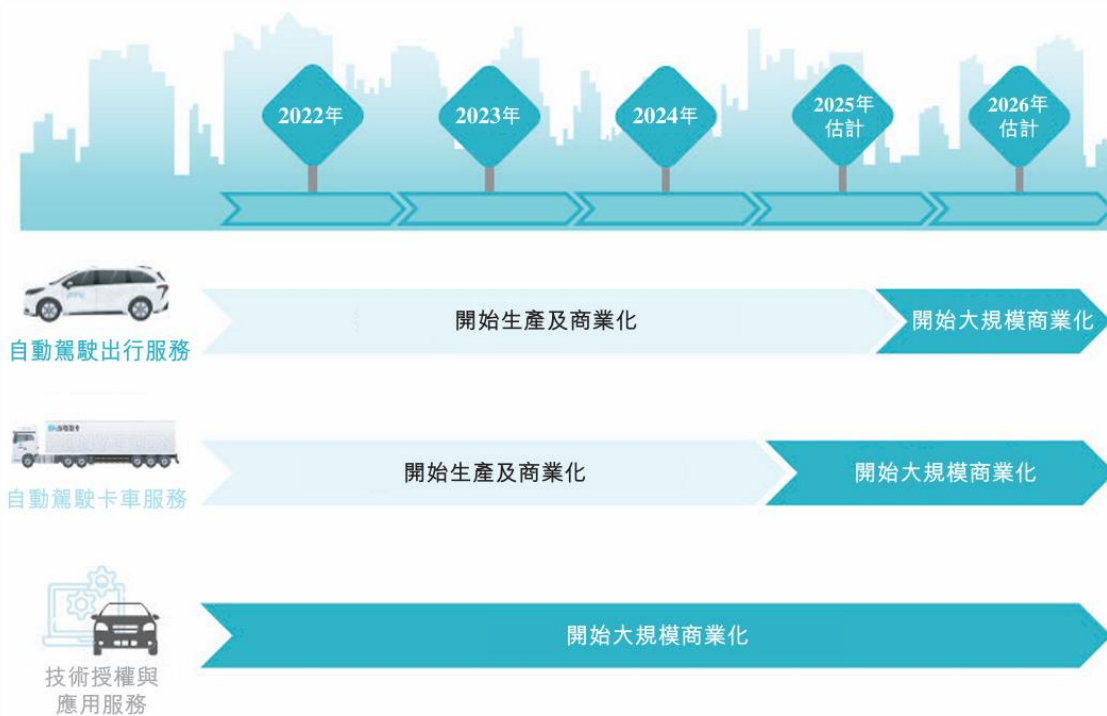 2022年
2023年
2024年
2025年
估計
2026年
估計
自動駕駛出行服務
開始生產及商業化
開始大規模商業化
自動駕駛卡車服務
開始生產及商業化
開始大規模商業化
技術授權與
應用服務
開始大規模商業化